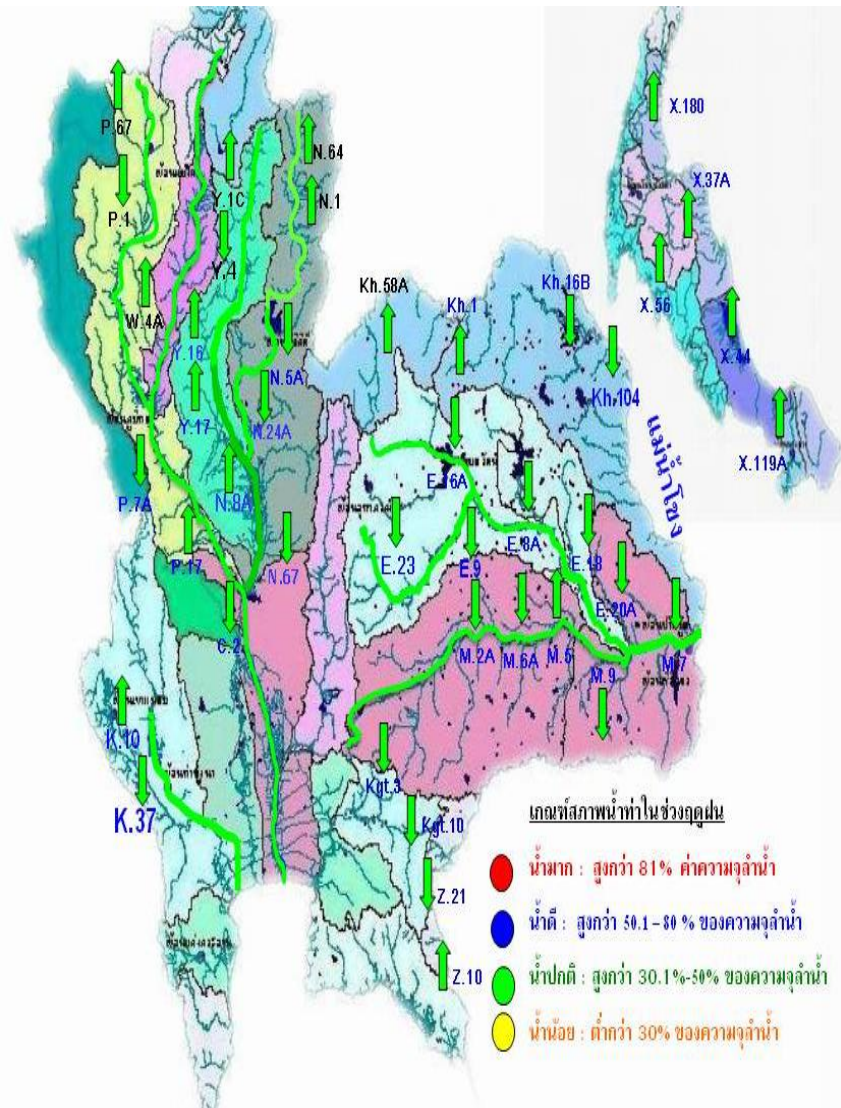 P.67
P.1
W.4A
Y.1C
Y.4
Y.16
Y.17
N.64
N.1
N.5A
N.24A
N.8A
P.7A
P.17
N.67
C.2
K.10
K.37
Kh.58A
Kh.1
Kh.16B
Kh.104
แม่น้ำโขง
E.16A
E.23
E.9
E.8A
E.18
E.20A
M.2A
M.6A
M.5
M.9
M.7
Kgt.3
Kgt.10
Z.21
Z.10
X.180
X.37A
X.56
X.44
X.119A
เกณฑ์สภาพน้ำท่าในช่วงฤดูฝน
น้ำมาก : สูงกว่า 81% ค่าความจุลำน้ำ
น้ำดี : สูงกว่า 50.1 - 80 % ของความจุลำน้ำ
น้ำปกติ : สูงกว่า 30.1%-50% ของความจุลำน้ำ
น้ำน้อย : ต่ำกว่า 30% ของความจุลำน้ำ